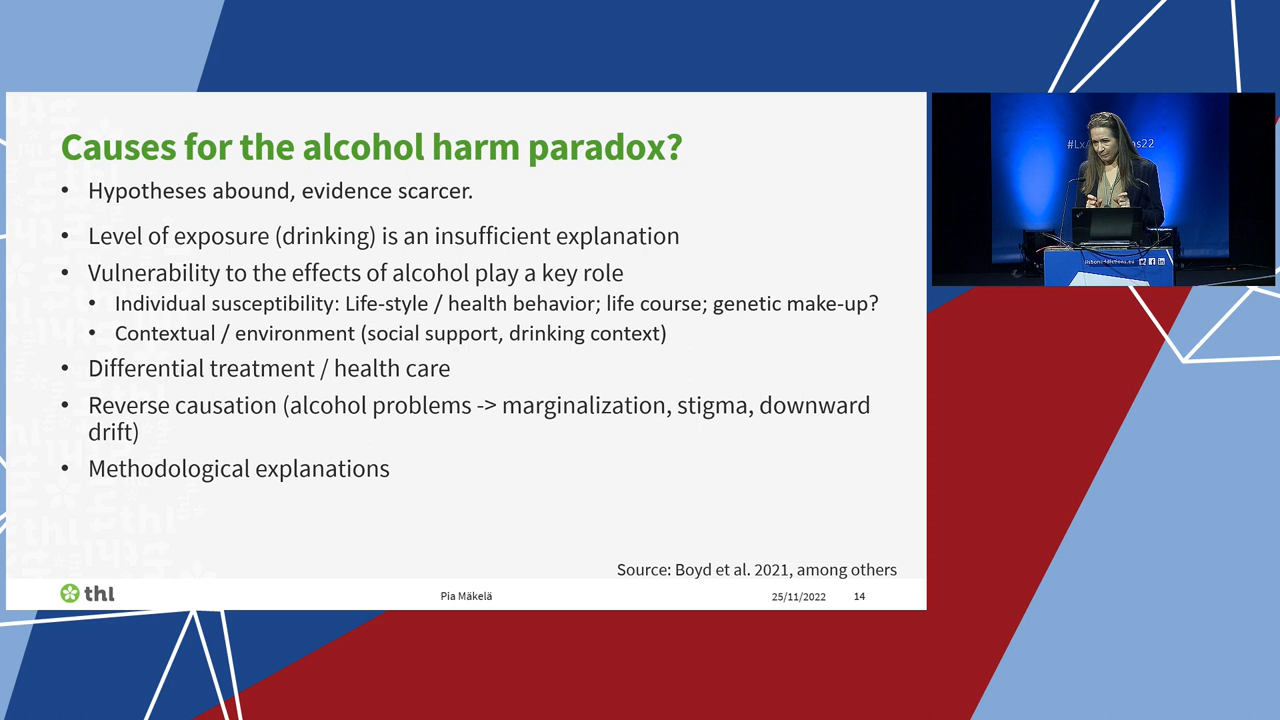 Causes for the alcohol harm paradox?
• Hypotheses abound, evidence scarcer.
• Level of exposure (drinking) is an insufficient explanation
• Vulnerability to the effects of alcohol play a key role
• Individual susceptibility: Life-style / health behavior; life course; genetic make-up?
• Contextual / environment (social support, drinking context)
• Differential treatment / health care
• Reverse causation (alcohol problems -> marginalization, stigma, downward
drift)
• Methodological explanations
Source: Boyd et al. 2021, among others
thl
Pia Mäkelä
25/11/2022
14